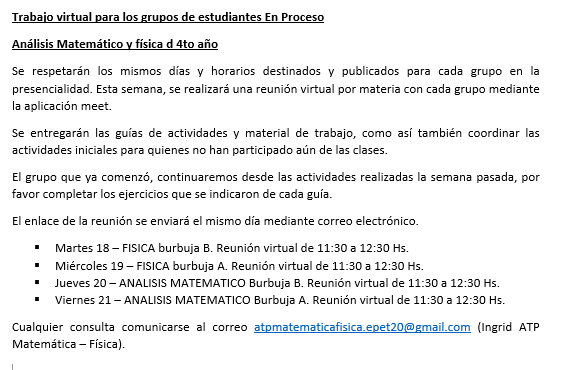 Trabajo virtual para los grupos de estudiantes En Proceso
Análisis Matemático y física d 4to año
Se respetarán los mismos días y horarios destinados y publicados para cada grupo en la
presencialidad. Esta semana, se realizará una reunión virtual por materia con cada grupo mediante
la aplicación meet.
Se entregarán las guías de actividades y material de trabajo, como así también coordinar las
actividades iniciales para quienes no han participado aún de las clases.
El grupo que ya comenzó, continuaremos desde las actividades realizadas la semana pasada, por
favor completar los ejercicios que se indicaron de cada guía.
El enlace de la reunión se enviará el mismo día mediante correo electrónico.
▪ Martes 18 – FISICA burbuja B. Reunión virtual de 11:30 a 12:30 Hs.
▪ Miércoles 19 – FISICA burbuja A. Reunión virtual de 11:30 a 12:30 Hs.
▪ Jueves 20 – ANALISIS MATEMATICO Burbuja B. Reunión virtual de 11:30 a 12:30 Hs.
▪ Viernes 21 – ANALISIS MATEMATICO Burbuja A. Reunión virtual de 11:30 a 12:30 Hs.
Cualquier consulta comunicarse al correo atpmatematicafisica.epet20@gmail.com (Ingrid ATP
Matemática – Física).